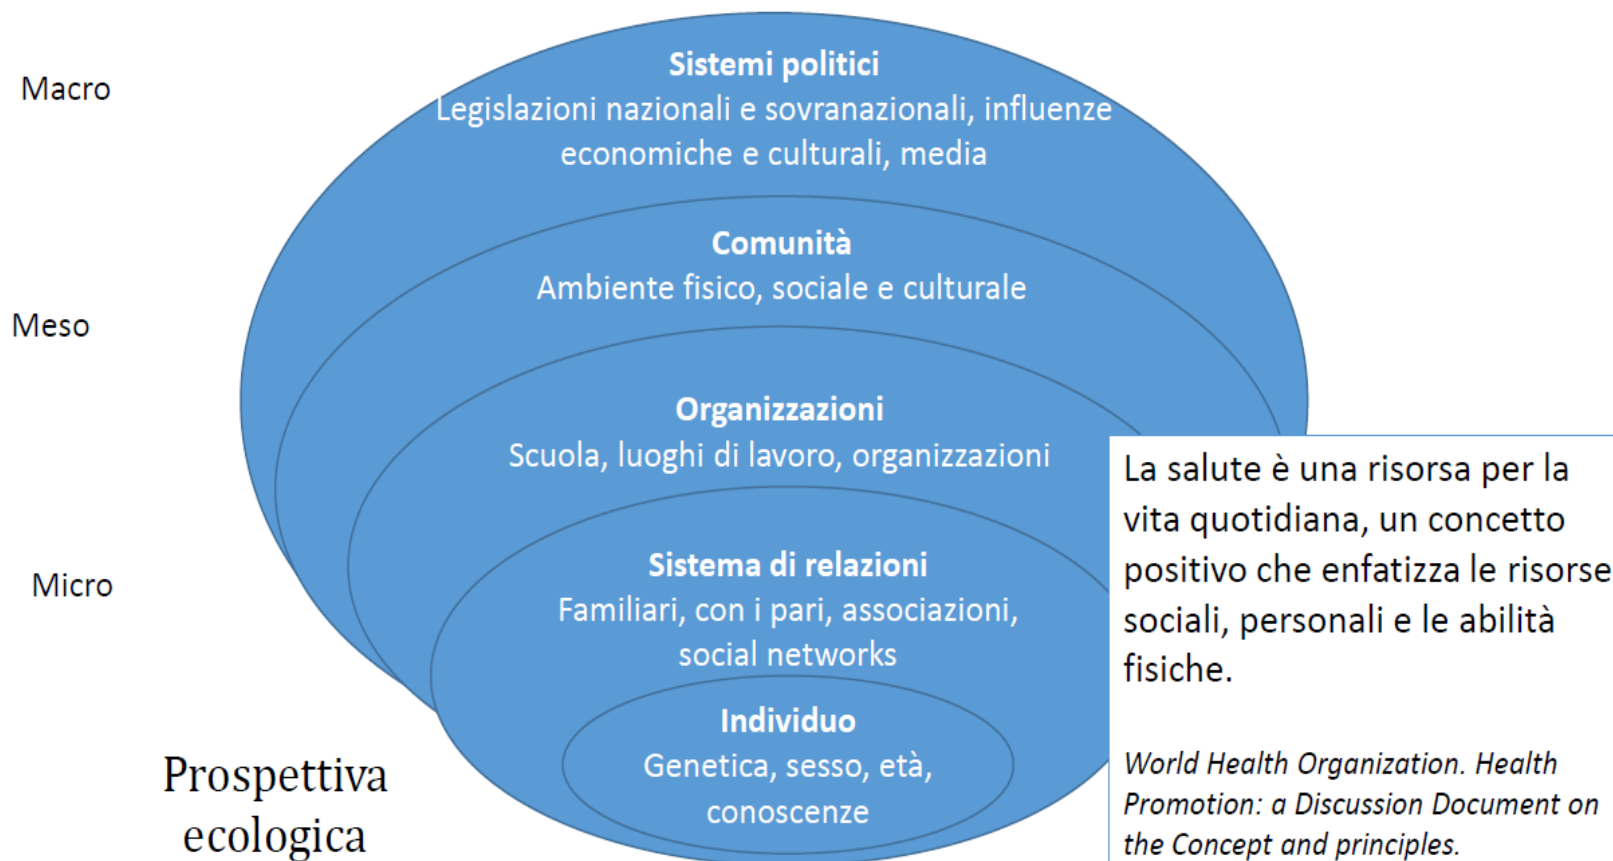 Macro
Sistemi politici
Legislazioni nazionali e sovranazionali, influenze
economiche e culturali, media
Comunità
Ambiente fisico, sociale e culturale
Meso
Organizzazioni
Scuola, luoghi di lavoro, organizzazioni
Micro
Sistema di relazioni
Familiari, con i pari, associazioni,
social networks
Individuo
Genetica, sesso, età,
conoscenze
Prospettiva
ecologica
La salute è una risorsa per la
vita quotidiana, un concetto
positivo che enfatizza le risorse
sociali, personali e le abilità
fisiche.
World Health Organization. Health
Promotion: a Discussion Document on
the Concept and principles.